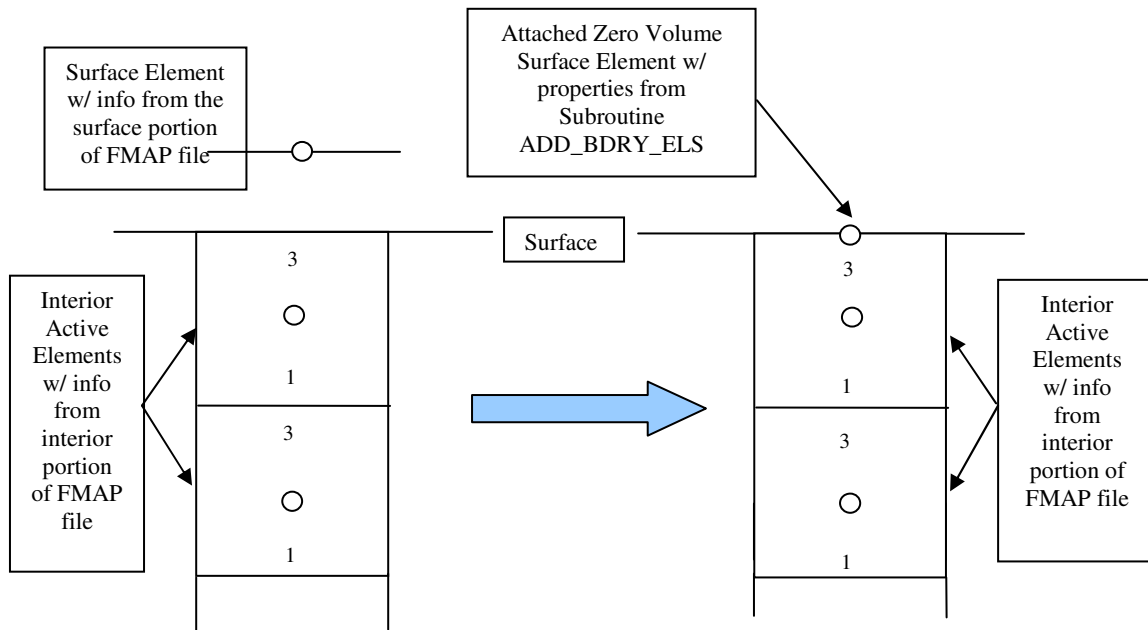 Surface Element
w/ info from the
surface portion
of FMAP file
Attached Zero Volume
Surface Element w/
properties from
Subroutine
ADD_BDRY_ELS
Surface
Interior
Active
Elements
w/ info
from
interior
portion
of FMAP
file
3
1
3
1
3
1
3
1
Interior
Active
Elements
w/ info
from
interior
portion of
FMAP file